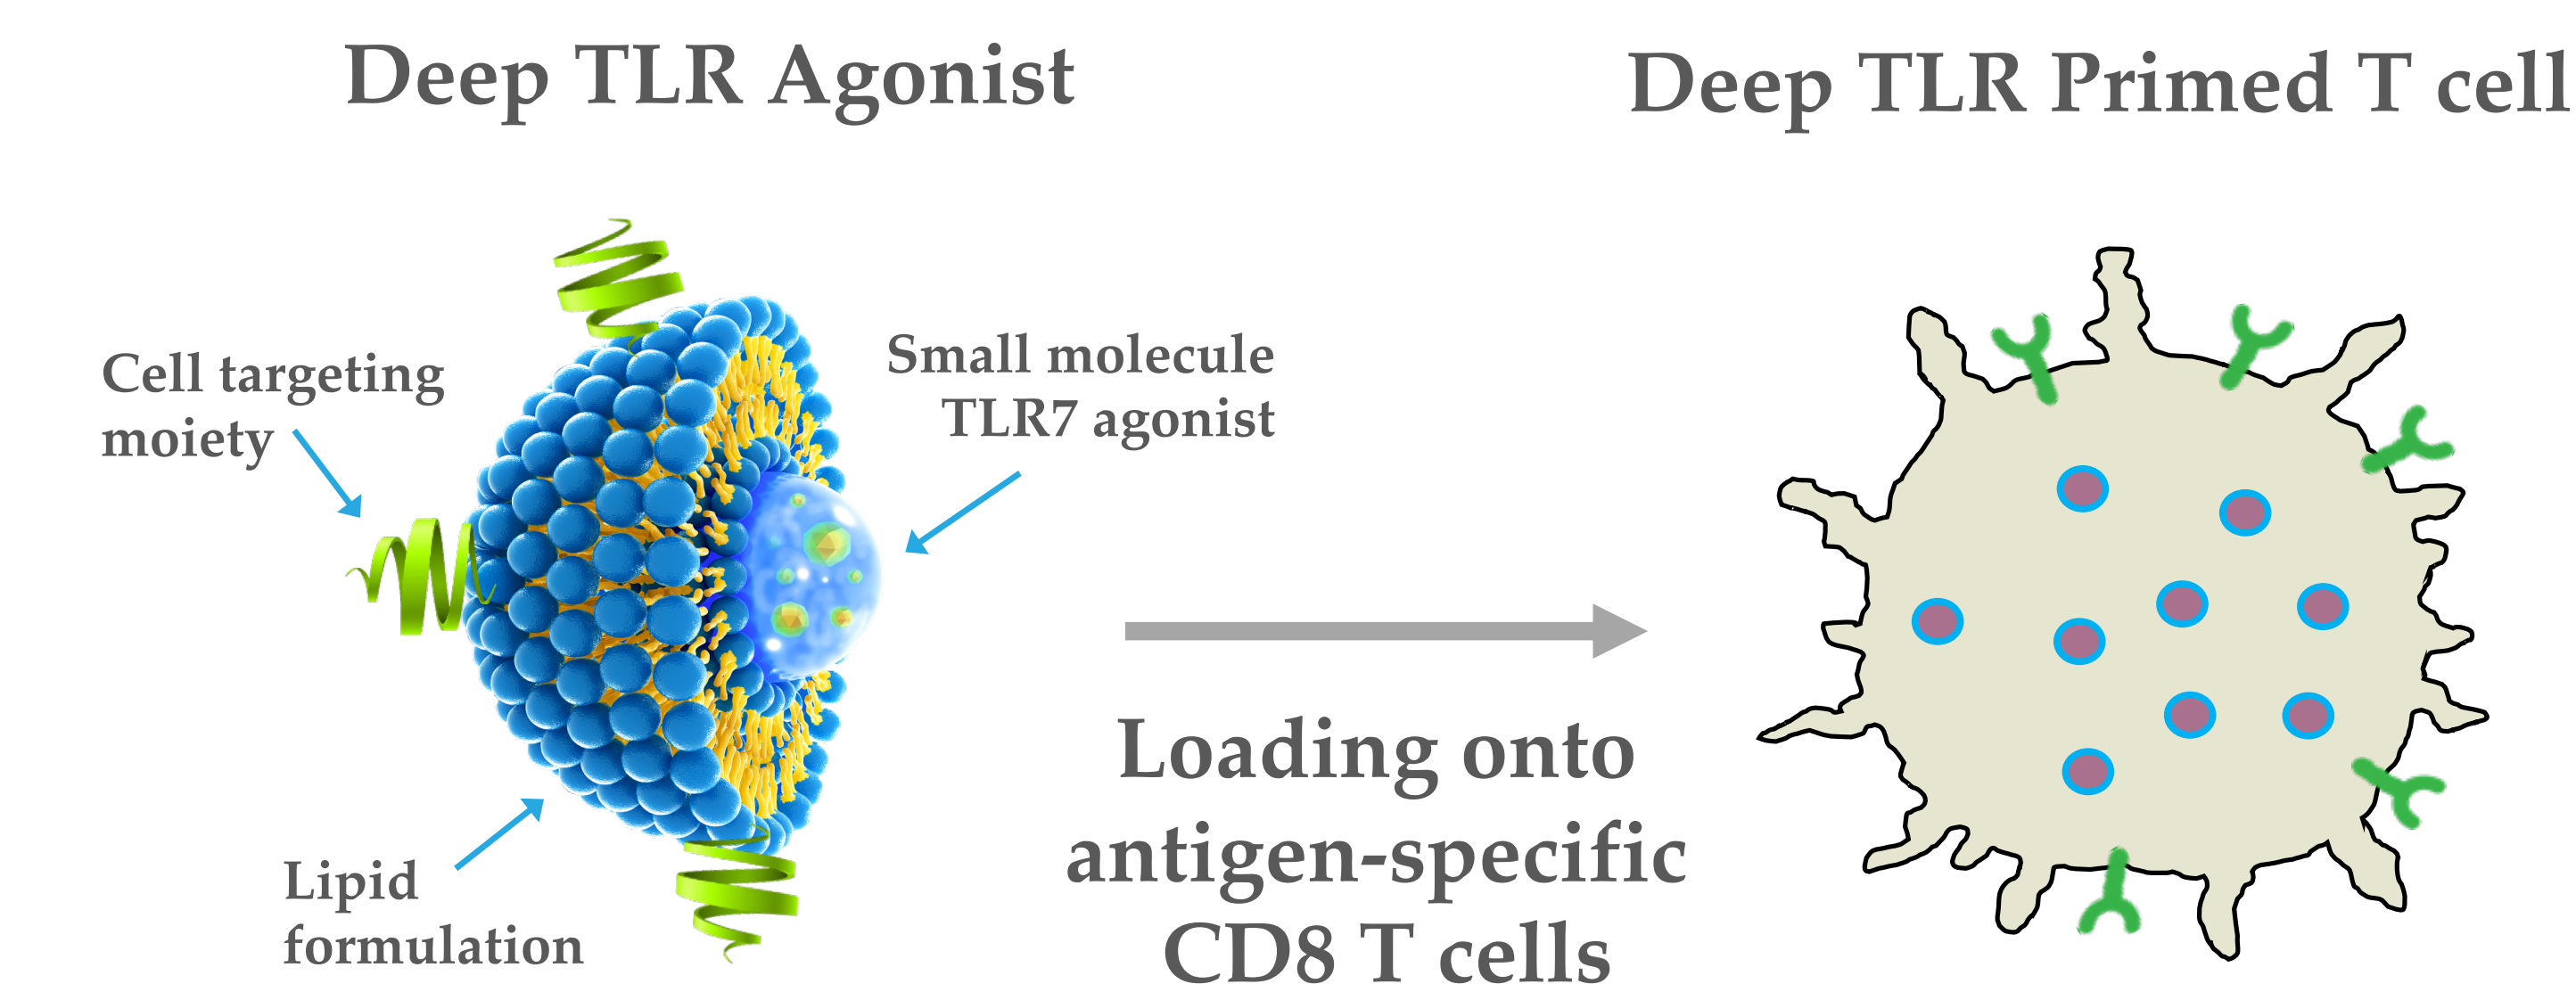 Deep TLR Agonist
Deep TLR Primed T cell
Cell targeting
moiety
Small molecule
TLR7 agonist
Lipid
formulation
Loading onto
antigen-specific
CD8 T cells